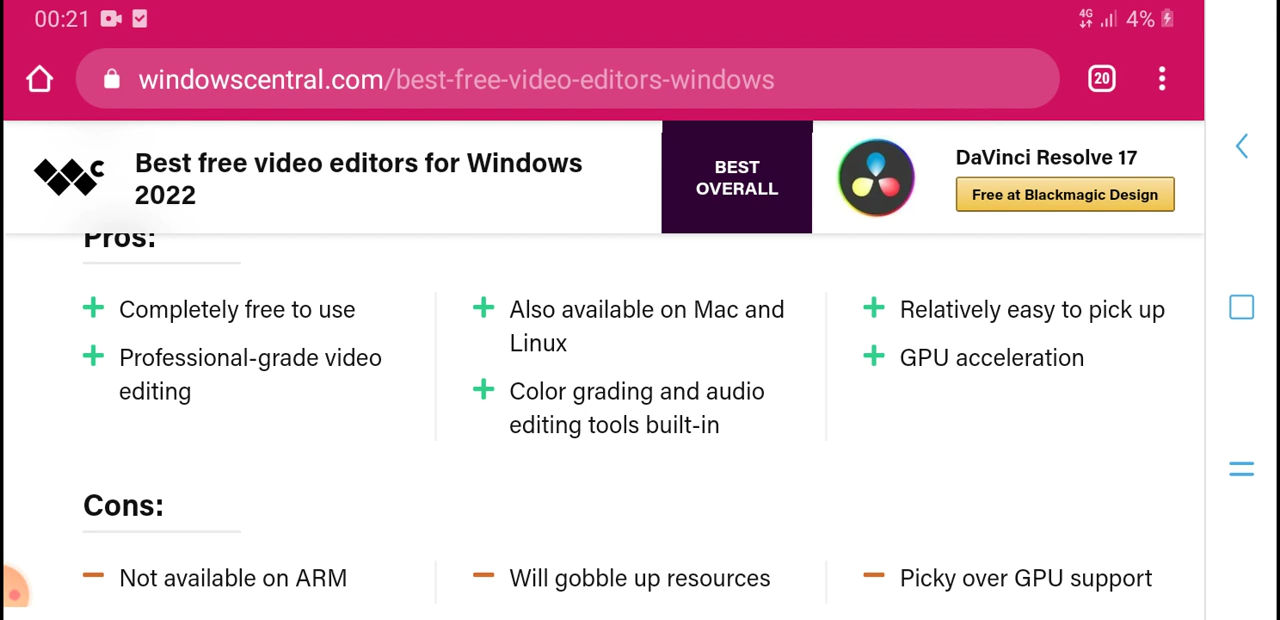 00:21
4G 4%
windowscentral.com/best-free-video-editors-windows
20
C
Best free video editors for Windows
2022
BEST
OVERALL
DaVinci Resolve 17
Free at Blackmagic Design
Pros:
+ Completely free to use
+ Professional-grade video
editing
+ Also available on Mac and
Linux
+ Color grading and audio
editing tools built-in
+ Relatively easy to pick up
+ GPU acceleration
Cons:
− Not available on ARM
− Will gobble up resources
− Picky over GPU support